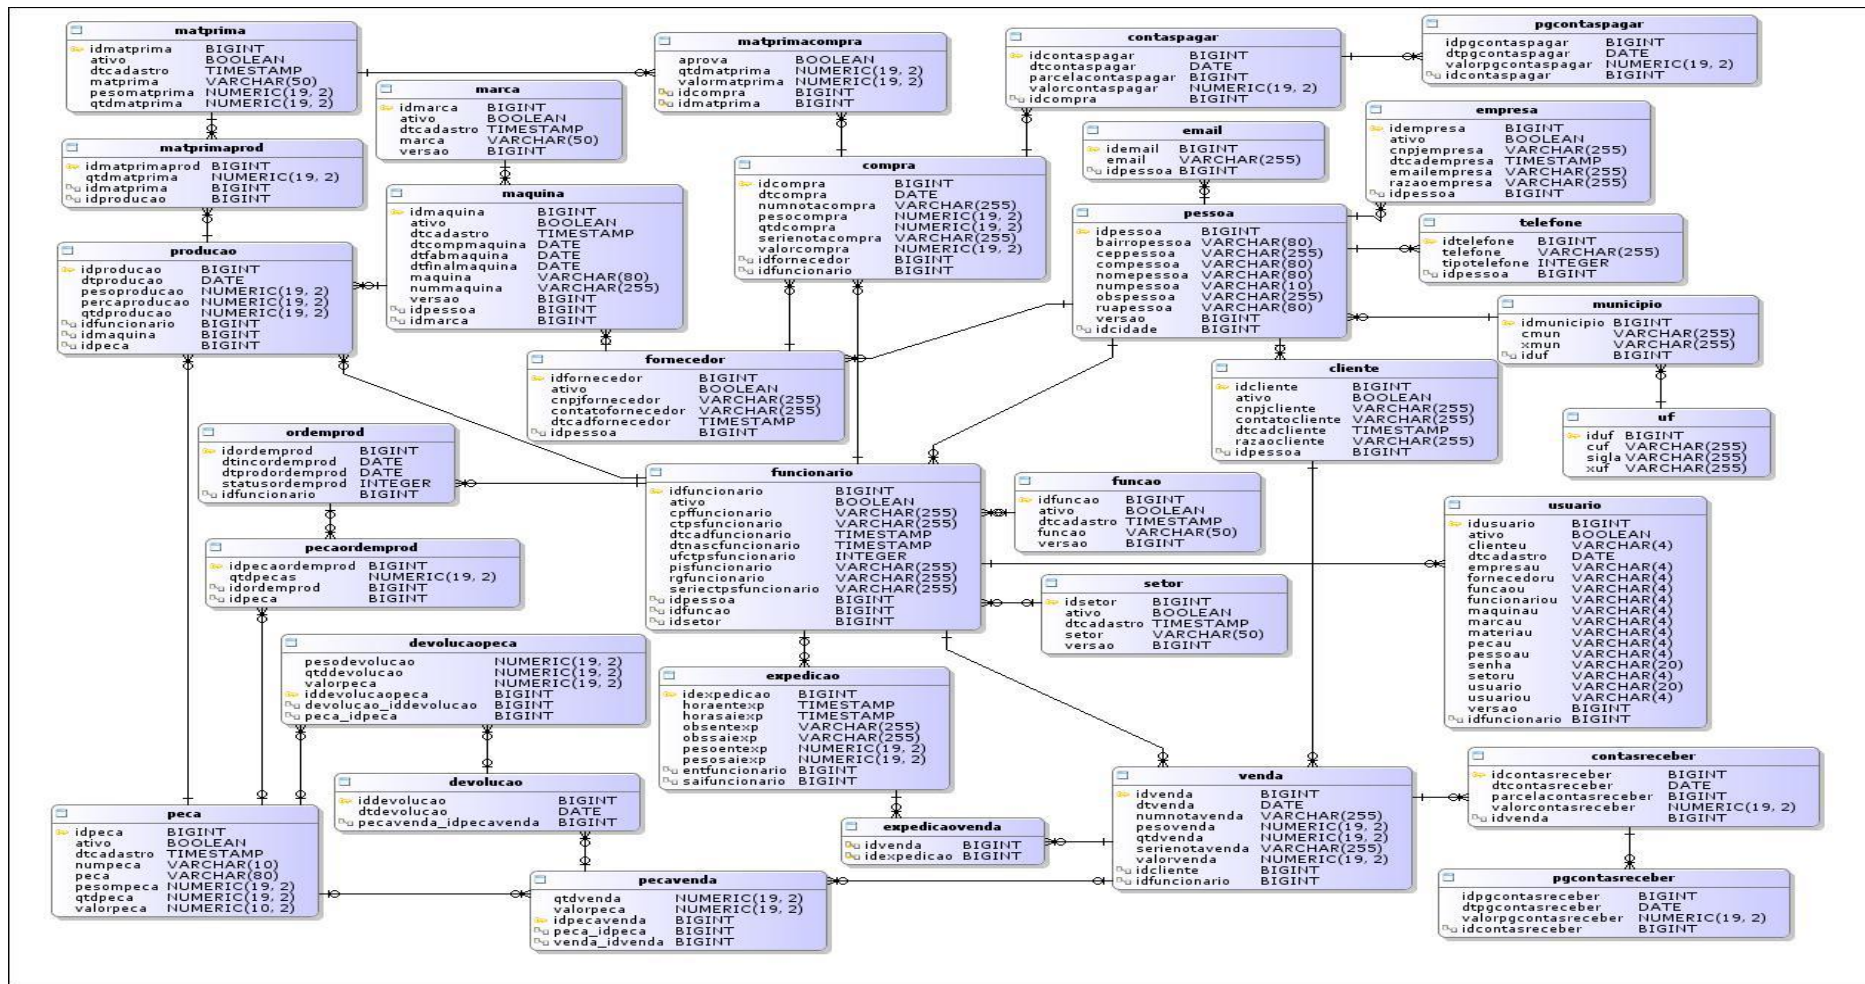 matprima
idmatprima BIGINT
ativo BOOLEAN
dtcadastro TIMESTAMP
matprima VARCHAR(50)
pesomatprima NUMERIC(19, 2)
qtdmatprima NUMERIC(19, 2)
matprimacompra
aprova BOOLEAN
qtdmatprima NUMERIC(19, 2)
valormatprima NUMERIC(19, 2)
idcompra BIGINT
idmatprima BIGINT
contaspagar
idcontaspagar BIGINT
dtcontaspagar DATE
parcelacontaspagar BIGINT
valorcontaspagar NUMERIC(19, 2)
idcompra BIGINT
pgcontaspagar
idpgcontaspagar BIGINT
dtpgcontaspagar DATE
valorpgcontaspagar NUMERIC(19, 2)
idcontaspagar BIGINT
marca
idmarca BIGINT
ativo BOOLEAN
dtcadastro TIMESTAMP
marca VARCHAR(50)
versao BIGINT
email
idemail BIGINT
email VARCHAR(255)
idpessoa BIGINT
empresa
idempresa BIGINT
ativo BOOLEAN
cnpjempresa VARCHAR(255)
dtcadempresa TIMESTAMP
emailempresa VARCHAR(255)
razaoempresa VARCHAR(255)
idpessoa BIGINT
matprimaprod
idmatprimaprod BIGINT
qtdmatprima NUMERIC(19, 2)
idmatprima BIGINT
idproducao BIGINT
maquina
idmaquina BIGINT
ativo BOOLEAN
dtcadastro TIMESTAMP
dtcompmaquina DATE
dtfabmaquina DATE
dtfinalmaquina DATE
maquina VARCHAR(80)
nummaquina VARCHAR(255)
versao BIGINT
idpessoa BIGINT
idmarca BIGINT
compra
idcompra BIGINT
dtcompra DATE
numnotacompra VARCHAR(255)
pesocompra NUMERIC(19, 2)
qtdcompra NUMERIC(19, 2)
serienotacompra VARCHAR(255)
valorcompra NUMERIC(19, 2)
idfornecedor BIGINT
idfuncionario BIGINT
pessoa
idpessoa BIGINT
bairropessoa VARCHAR(80)
ceppessoa VARCHAR(255)
compessoa VARCHAR(80)
nomepessoa VARCHAR(80)
numpessoa VARCHAR(10)
obspessoa VARCHAR(255)
ruapessoa VARCHAR(80)
versao BIGINT
idcidade BIGINT
telefone
idtelefone BIGINT
telefone VARCHAR(255)
tipotelefone INTEGER
idpessoa BIGINT
producao
idproducao BIGINT
dtproducao DATE
pesoproducao NUMERIC(19, 2)
percaproducao NUMERIC(19, 2)
qtdproducao NUMERIC(19, 2)
idfuncionario BIGINT
idmaquina BIGINT
idpeca BIGINT
municipio
idmunicipio BIGINT
cmun VARCHAR(255)
xmun VARCHAR(255)
iduf BIGINT
fornecedor
idfornecedor BIGINT
ativo BOOLEAN
cnpjfornecedor VARCHAR(255)
contatofornecedor VARCHAR(255)
dtcadfornecedor TIMESTAMP
idpessoa BIGINT
cliente
idcliente BIGINT
ativo BOOLEAN
cnpjcliente VARCHAR(255)
contatocliente VARCHAR(255)
dtcadcliente TIMESTAMP
razaocliente VARCHAR(255)
idpessoa BIGINT
uf
iduf BIGINT
cuf VARCHAR(255)
sigla VARCHAR(255)
xuf VARCHAR(255)
ordemprod
idordemprod BIGINT
dtincordemprod DATE
dtprodordemprod DATE
statusordemprod INTEGER
idfuncionario BIGINT
funcionario
idfuncionario BIGINT
ativo BOOLEAN
cpffuncionario VARCHAR(255)
ctpsfuncionario VARCHAR(255)
dtcadfuncionario TIMESTAMP
dtnascfuncionario TIMESTAMP
ufctpsfuncionario INTEGER
pisfuncionario VARCHAR(255)
rgfuncionario VARCHAR(255)
seriectpsfuncionario VARCHAR(255)
idpessoa BIGINT
idfuncao BIGINT
idsetor BIGINT
funcao
idfuncao BIGINT
ativo BOOLEAN
dtcadastro TIMESTAMP
funcao VARCHAR(50)
versao BIGINT
usuario
idusuario BIGINT
ativo BOOLEAN
clienteu VARCHAR(4)
dtcadastro DATE
empresau VARCHAR(4)
fornecedoru VARCHAR(4)
funcaou VARCHAR(4)
funcionariou VARCHAR(4)
maquinau VARCHAR(4)
marcau VARCHAR(4)
materiau VARCHAR(4)
pecau VARCHAR(4)
pessoau VARCHAR(4)
senha VARCHAR(20)
setoru VARCHAR(4)
usuario VARCHAR(20)
usuariou VARCHAR(4)
versao BIGINT
idfuncionario BIGINT
pecaordemprod
idpecaordemprod BIGINT
qtdpecas NUMERIC(19, 2)
idordemprod BIGINT
idpeca BIGINT
setor
idsetor BIGINT
ativo BOOLEAN
dtcadastro TIMESTAMP
setor VARCHAR(50)
versao BIGINT
devolucaopeca
pesodevolucao NUMERIC(19, 2)
qtddevolucao NUMERIC(19, 2)
valorpeca NUMERIC(19, 2)
iddevolucaopeca BIGINT
devolucao_iddevolucao BIGINT
peca_idpeca BIGINT
expedicao
idexpedicao BIGINT
horaentexp TIMESTAMP
horasaiexp TIMESTAMP
obsentexp VARCHAR(255)
obssaiexp VARCHAR(255)
pesoentexp NUMERIC(19, 2)
pesosaiexp NUMERIC(19, 2)
entfuncionario BIGINT
saifuncionario BIGINT
devolucao
iddevolucao BIGINT
dtdevolucao DATE
pecavenda_idpecavenda BIGINT
venda
idvenda BIGINT
dtvenda DATE
numnotavenda VARCHAR(255)
pesovenda NUMERIC(19, 2)
qtdvenda NUMERIC(19, 2)
serienotavenda VARCHAR(255)
valorvenda NUMERIC(19, 2)
idcliente BIGINT
idfuncionario BIGINT
contasreceber
idcontasreceber BIGINT
dtcontasreceber DATE
parcelacontasreceber BIGINT
valorcontasreceber NUMERIC(19, 2)
idvenda BIGINT
peca
idpeca BIGINT
ativo BOOLEAN
dtcadastro TIMESTAMP
numpeca VARCHAR(10)
peca VARCHAR(80)
pesompeca NUMERIC(19, 2)
qtdpeca NUMERIC(19, 2)
valorpeca NUMERIC(10, 2)
expedicaovenda
idvenda BIGINT
idexpedicao BIGINT
pecavenda
qtdvenda NUMERIC(19, 2)
valorpeca NUMERIC(19, 2)
idpecavenda BIGINT
peca_idpeca BIGINT
venda_idvenda BIGINT
pgcontasreceber
idpgcontasreceber BIGINT
dtpgcontasreceber DATE
valorpgcontasreceber NUMERIC(19, 2)
idcontasreceber BIGINT